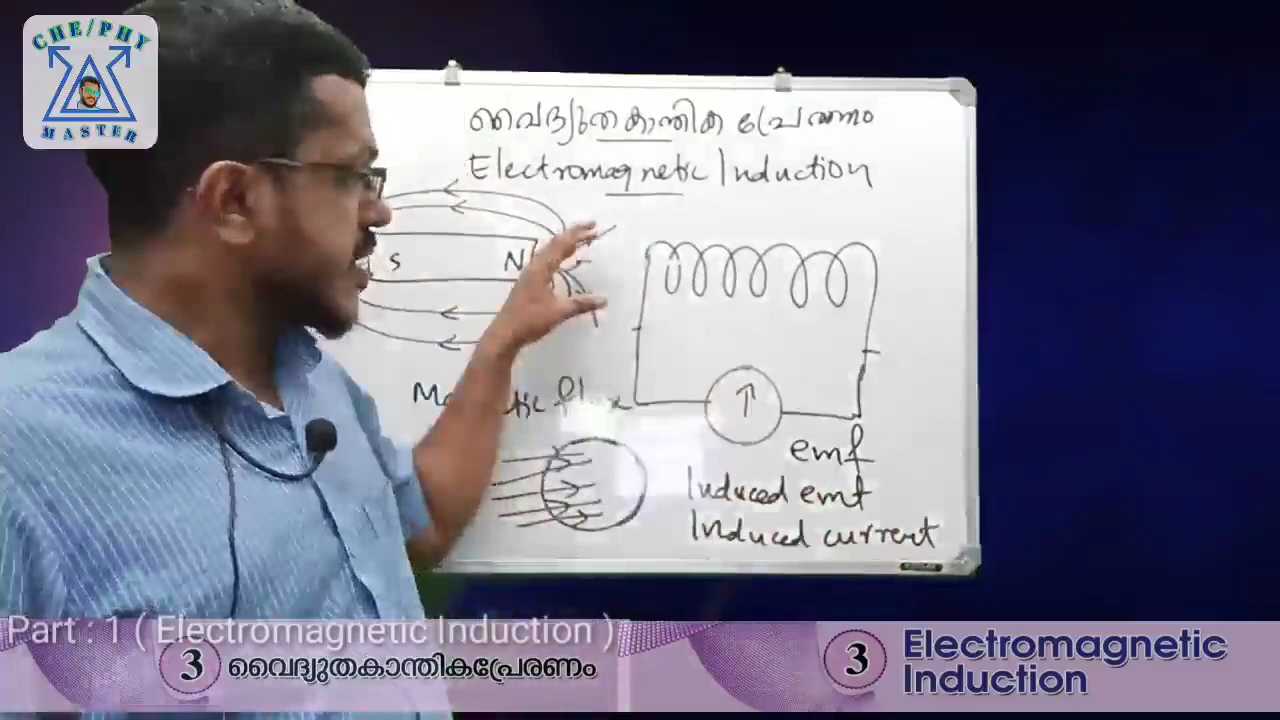 CHE/PHY
MASTER
വൈദ്യുതകാന്തിക പ്രേരണം
Electromagnetic Induction
S
N
flux
emf
Induced emf
Induced current
Part : 1 ( Electromagnetic Induction )
3 വൈദ്യുതകാന്തികപ്രേരണം
3 Electromagnetic
Induction